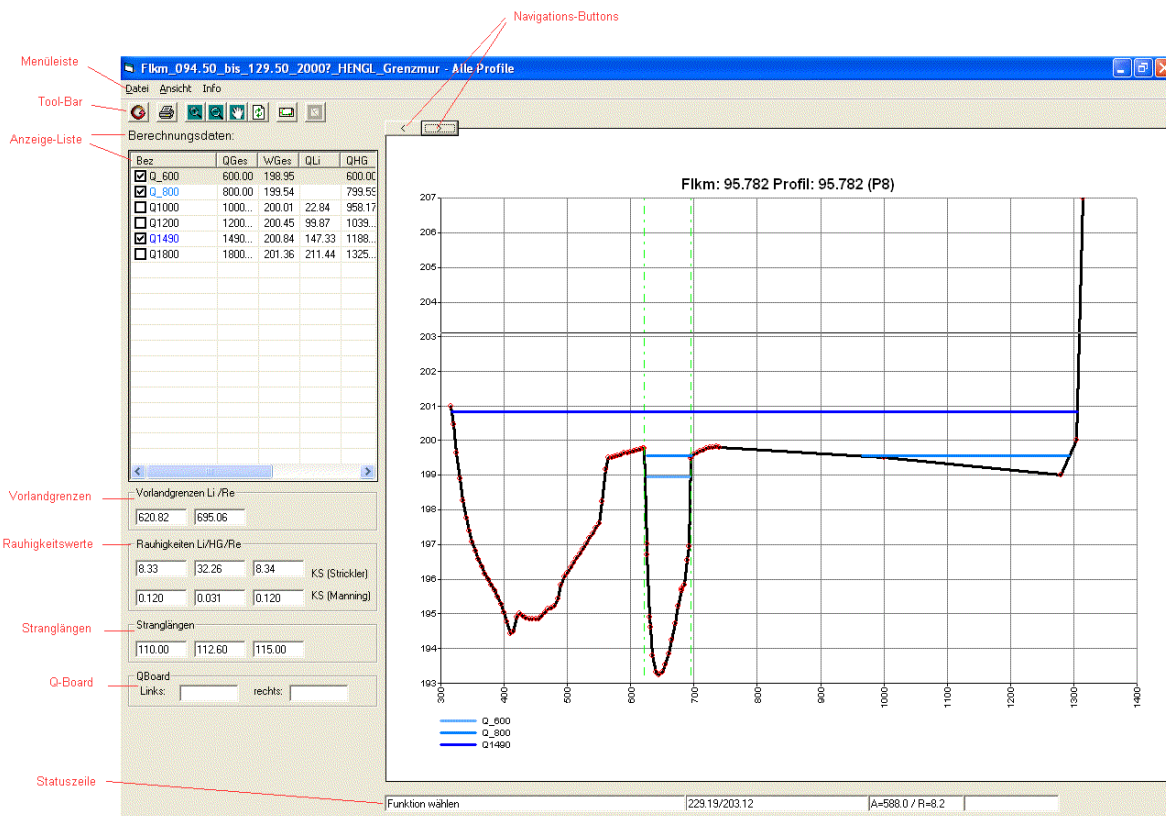 Navigations-Buttons
Menüleiste
Flkm_094.50_bis_129.50_2000?_HENGL_Grenzmur - Alle Profile
Datei Ansicht Info
Tool-Bar
< >
Berechnungsdaten:
Anzeige-Liste
Bez QGes WGes QLi QHG
Q_600 600.00 198.95 600.00
Q_800 800.00 199.54 799.59
Q1000 1000... 200.01 22.84 958.17
Q1200 1200... 200.45 99.87 1039...
Q1490 1490... 200.84 147.33 1188...
Q1800 1800... 201.36 211.44 1325...
Flkm: 95.782 Profil: 95.782 (P8)
207
206
205
204
203
202
201
200
199
198
197
196
195
194
193
300 400 500 600 700 800 900 1000 1100 1200 1300 1400
Q_600
Q_800
Q1490
Vorlandgrenzen
Vorlandgrenzen Li /Re
620.82 695.06
Rauhigkeitswerte
Rauhigkeiten Li/HG/Re
8.33 32.26 8.34 KS (Strickler)
0.120 0.031 0.120 KS (Manning)
Stranglängen
Stranglängen
110.00 112.60 115.00
Q-Board
QBoard
Links: rechts:
Statuszeile
Funktion wählen 229.19/203.12 A=588.0 / R=8.2